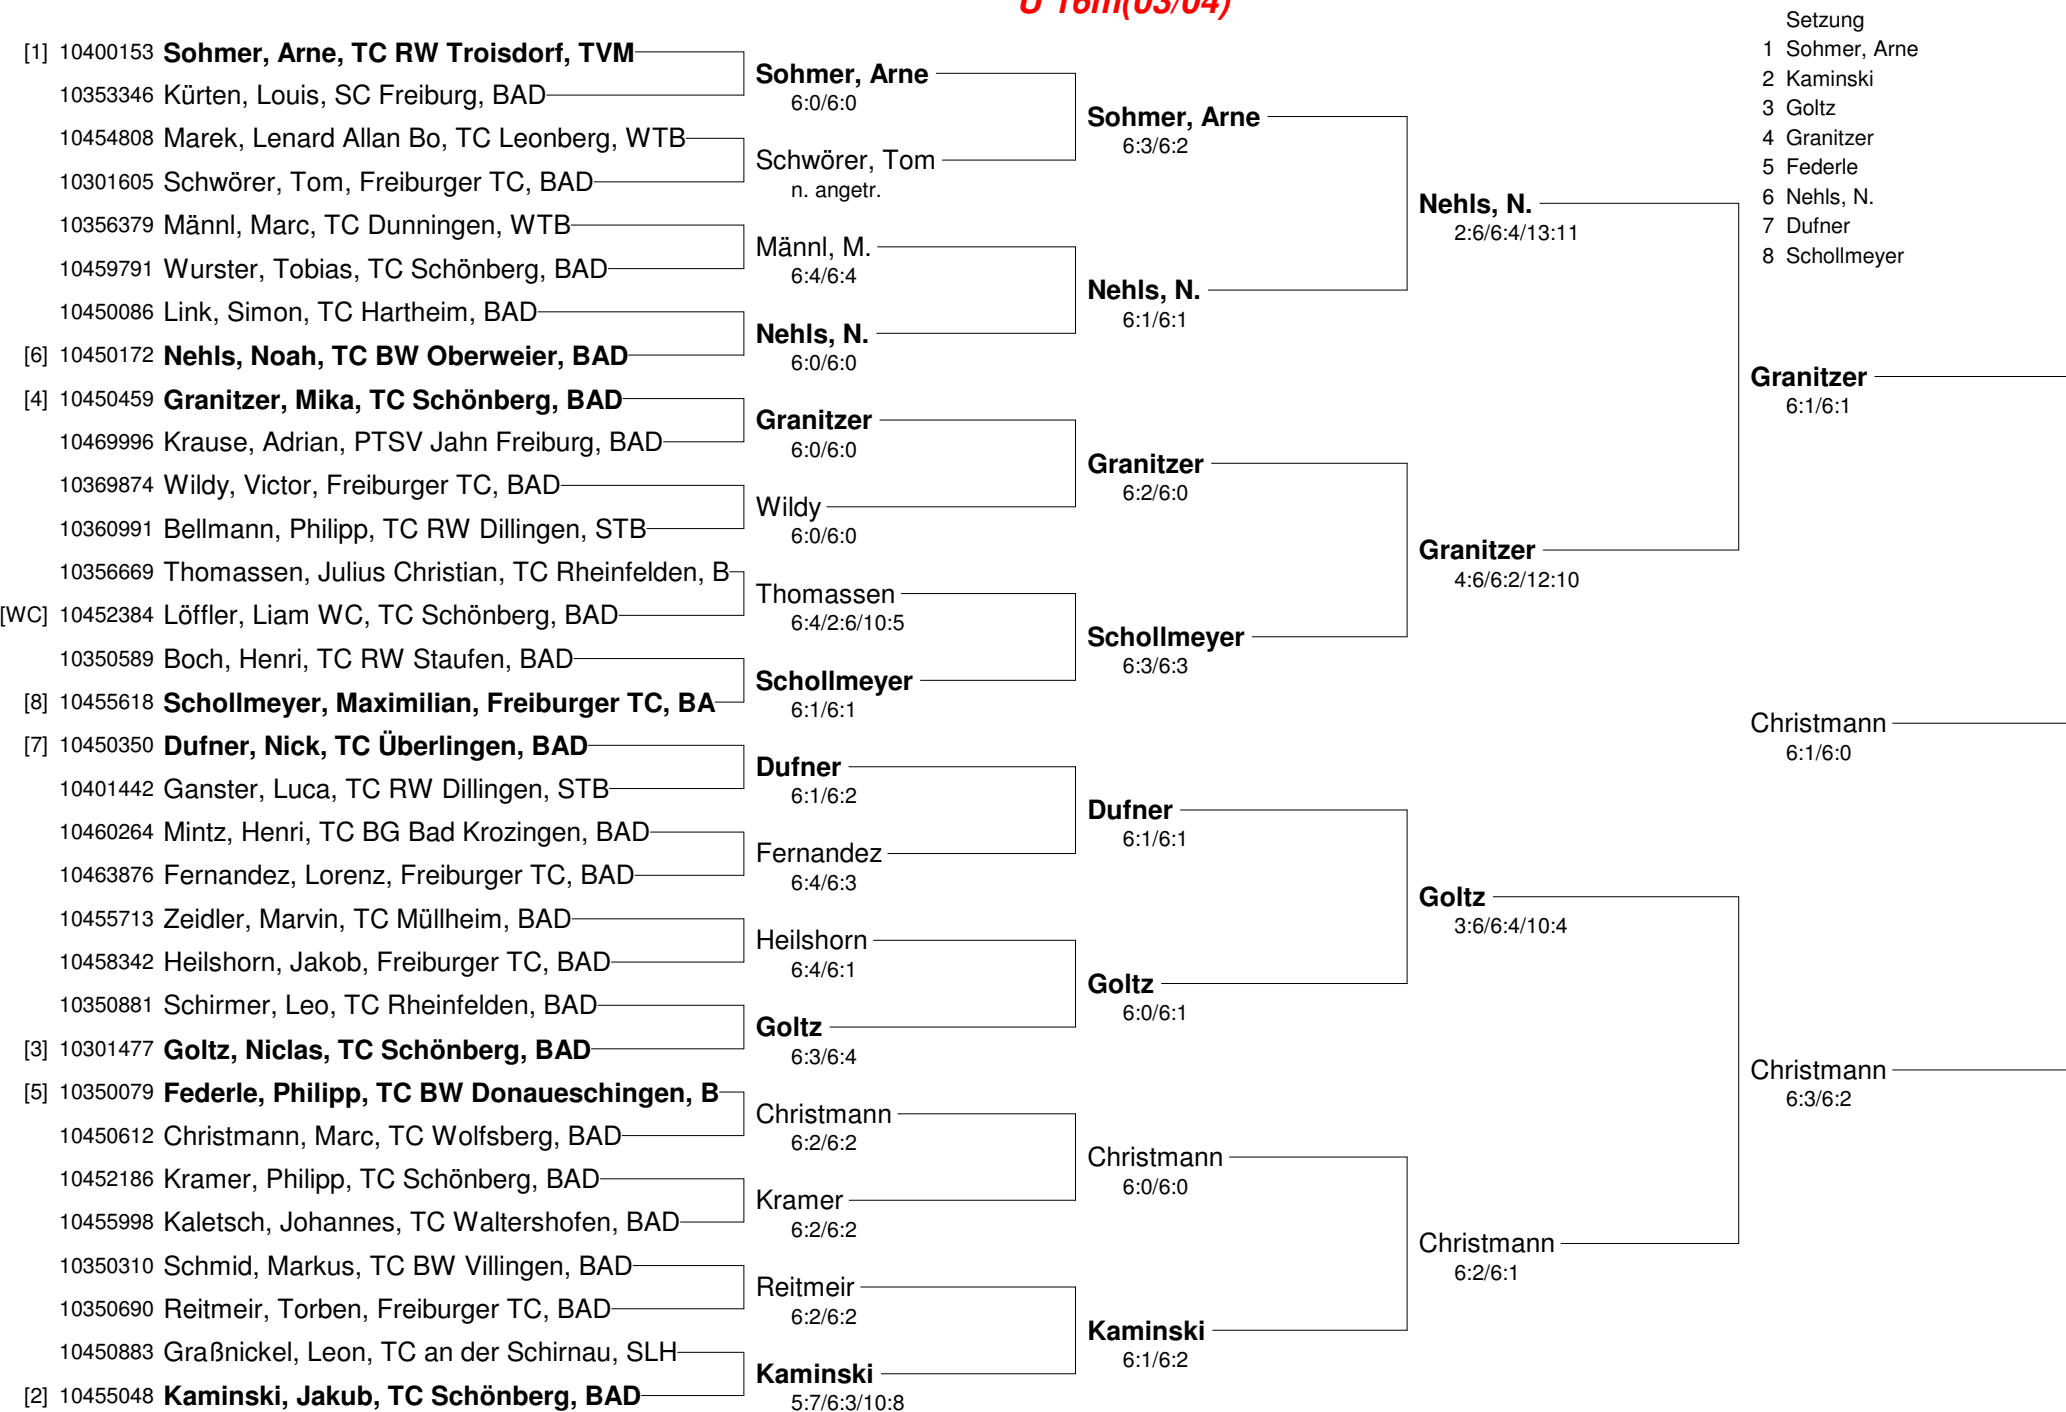 U 16m(03/04)
Setzung
1 Sohmer, Arne
2 Kaminski
3 Goltz
4 Granitzer
5 Federle
6 Nehls, N.
7 Dufner
8 Schollmeyer
[1] 10400153 Sohmer, Arne, TC RW Troisdorf, TVM
10353346 Kürten, Louis, SC Freiburg, BAD
10454808 Marek, Lenard Allan Bo, TC Leonberg, WTB
10301605 Schwörer, Tom, Freiburger TC, BAD
10356379 Männl, Marc, TC Dunningen, WTB
10459791 Wurster, Tobias, TC Schönberg, BAD
10450086 Link, Simon, TC Hartheim, BAD
[6] 10450172 Nehls, Noah, TC BW Oberweier, BAD
[4] 10450459 Granitzer, Mika, TC Schönberg, BAD
10469996 Krause, Adrian, PTSV Jahn Freiburg, BAD
10369874 Wildy, Victor, Freiburger TC, BAD
10360991 Bellmann, Philipp, TC RW Dillingen, STB
10356669 Thomassen, Julius Christian, TC Rheinfelden, B
[WC] 10452384 Löffler, Liam WC, TC Schönberg, BAD
10350589 Boch, Henri, TC RW Staufen, BAD
[8] 10455618 Schollmeyer, Maximilian, Freiburger TC, BA
[7] 10450350 Dufner, Nick, TC Überlingen, BAD
10401442 Ganster, Luca, TC RW Dillingen, STB
10460264 Mintz, Henri, TC BG Bad Krozingen, BAD
10463876 Fernandez, Lorenz, Freiburger TC, BAD
10455713 Zeidler, Marvin, TC Müllheim, BAD
10458342 Heilshorn, Jakob, Freiburger TC, BAD
10350881 Schirmer, Leo, TC Rheinfelden, BAD
[3] 10301477 Goltz, Niclas, TC Schönberg, BAD
[5] 10350079 Federle, Philipp, TC BW Donaueschingen, B
10450612 Christmann, Marc, TC Wolfsberg, BAD
10452186 Kramer, Philipp, TC Schönberg, BAD
10455998 Kaletsch, Johannes, TC Waltershofen, BAD
10350310 Schmid, Markus, TC BW Villingen, BAD
10350690 Reitmeir, Torben, Freiburger TC, BAD
10450883 Graßnickel, Leon, TC an der Schirnau, SLH
[2] 10455048 Kaminski, Jakub, TC Schönberg, BAD
Sohmer, Arne
6:0/6:0
Schwörer, Tom
n. angetr.
Männl, M.
6:4/6:4
Nehls, N.
6:0/6:0
Granitzer
6:0/6:0
Wildy
6:0/6:0
Thomassen
6:4/2:6/10:5
Schollmeyer
6:1/6:1
Dufner
6:1/6:2
Fernandez
6:4/6:3
Heilshorn
6:4/6:1
Goltz
6:3/6:4
Christmann
6:2/6:2
Kramer
6:2/6:2
Reitmeir
6:2/6:2
Kaminski
5:7/6:3/10:8
Sohmer, Arne
6:3/6:2
Nehls, N.
6:1/6:1
Granitzer
6:2/6:0
Schollmeyer
6:3/6:3
Dufner
6:1/6:1
Goltz
6:0/6:1
Christmann
6:0/6:0
Kaminski
6:1/6:2
Nehls, N.
2:6/6:4/13:11
Granitzer
4:6/6:2/12:10
Goltz
3:6/6:4/10:4
Christmann
6:2/6:1
Granitzer
6:1/6:1
Christmann
6:1/6:0
Christmann
6:3/6:2